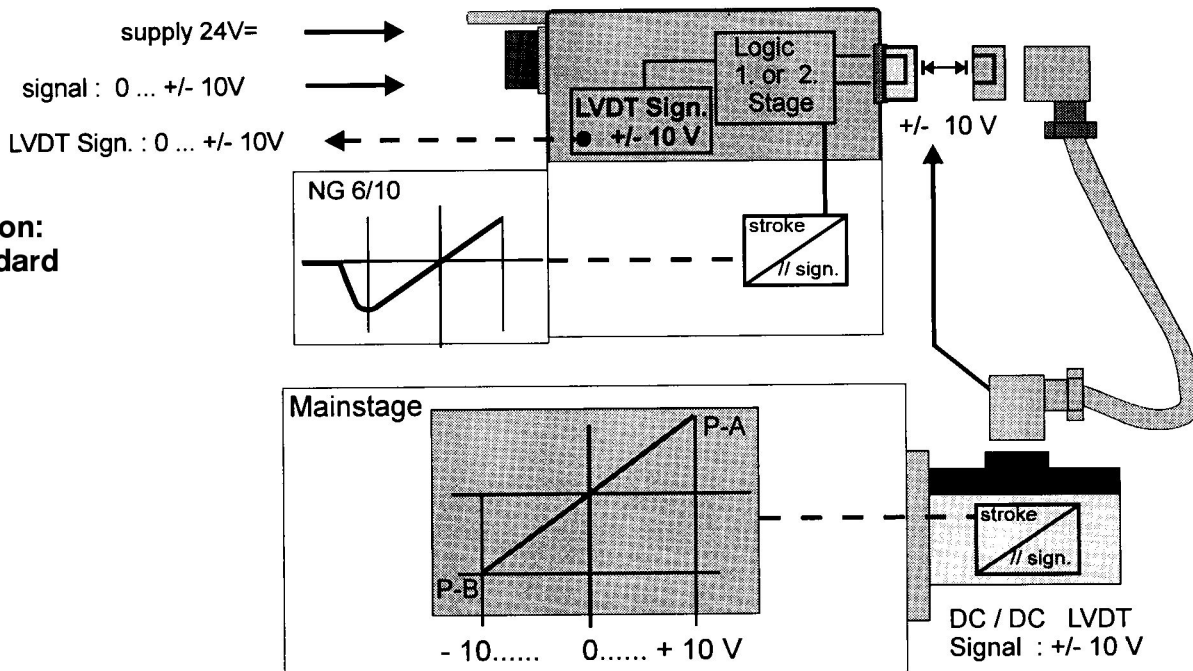 supply 24V=
signal : 0 ... +/- 10V
LVDT Sign. : 0 ... +/- 10V
Logic
1. or 2.
Stage
LVDT Sign.
+/- 10 V
+/- 10 V
NG 6/10
on:
dard
stroke
// sign.
Mainstage
P-A
P-B
- 10...... 0...... + 10 V
stroke
// sign.
DC / DC LVDT
Signal : +/- 10 V